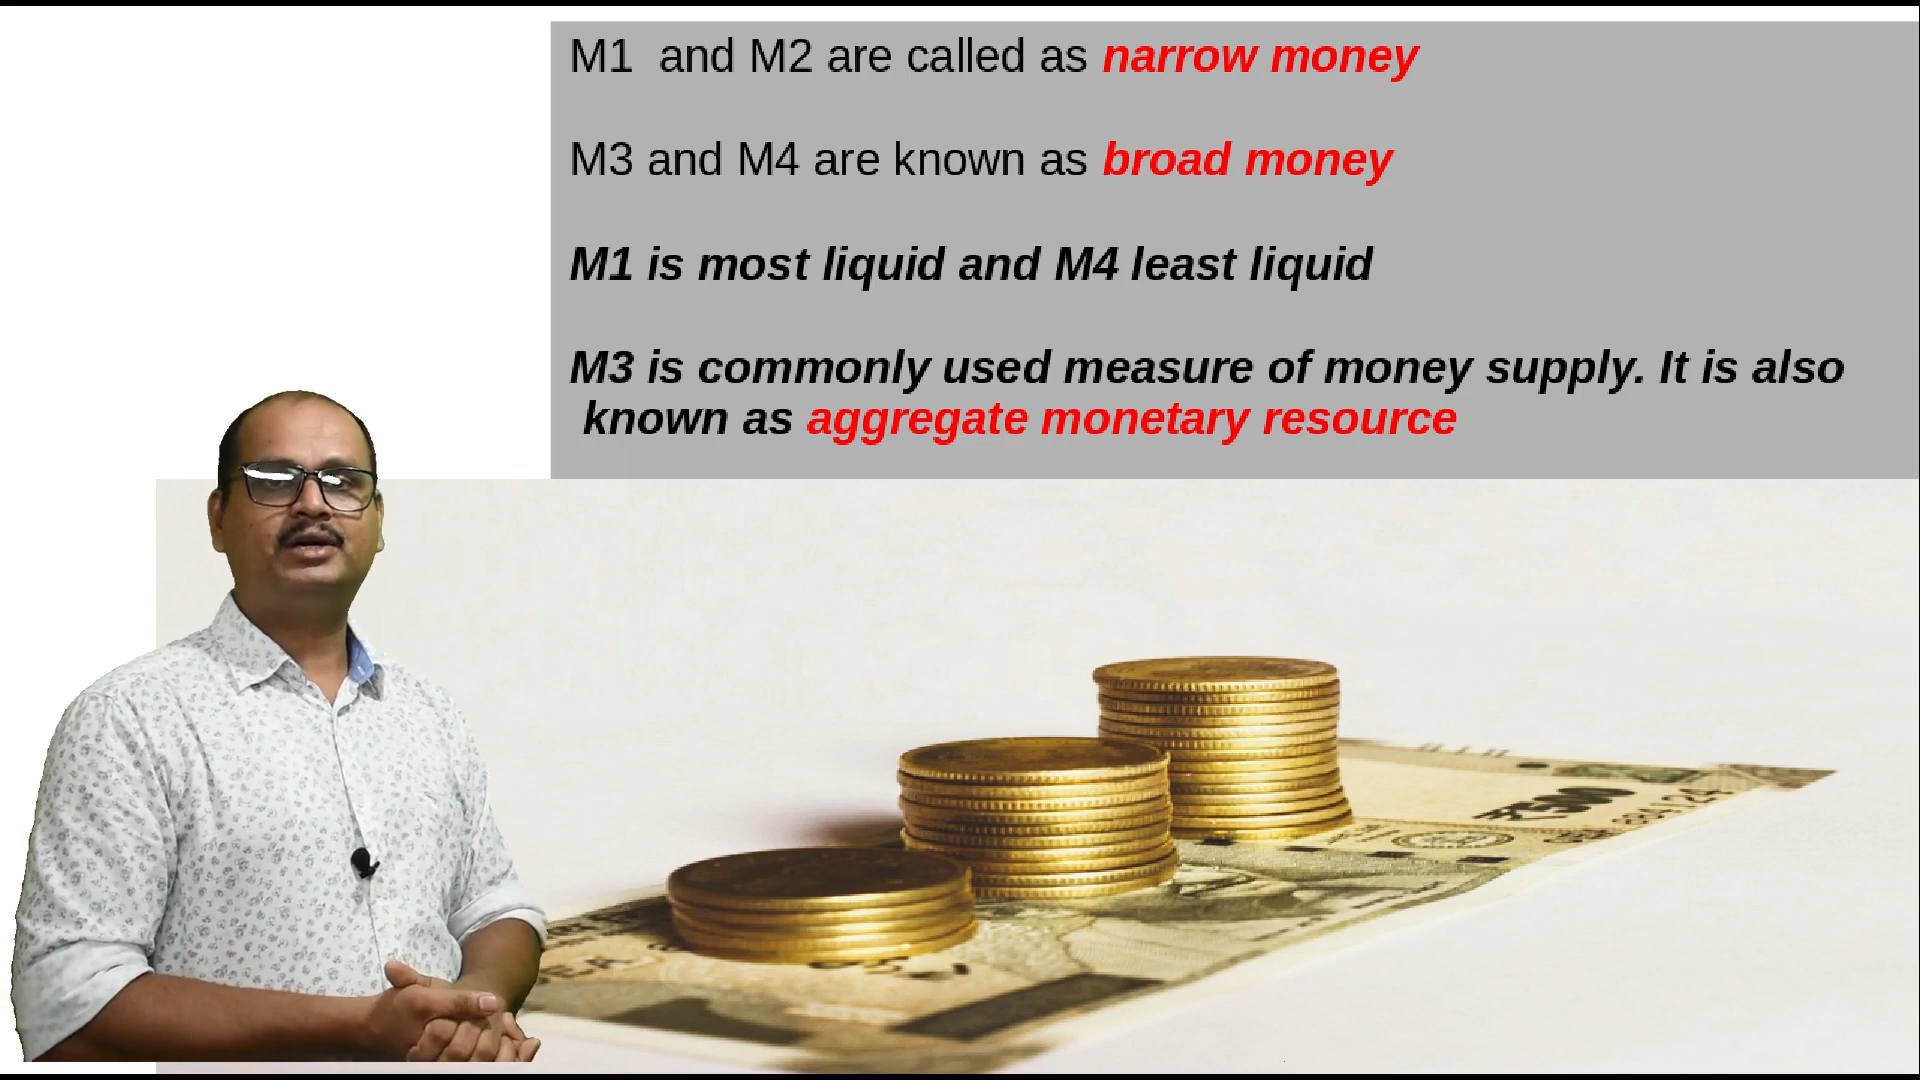 M1  and M2 are called as narrow money
M3 and M4 are known as broad money
M1 is most liquid and M4 least liquid
M3 is commonly used measure of money supply. It is also
known as aggregate monetary resource